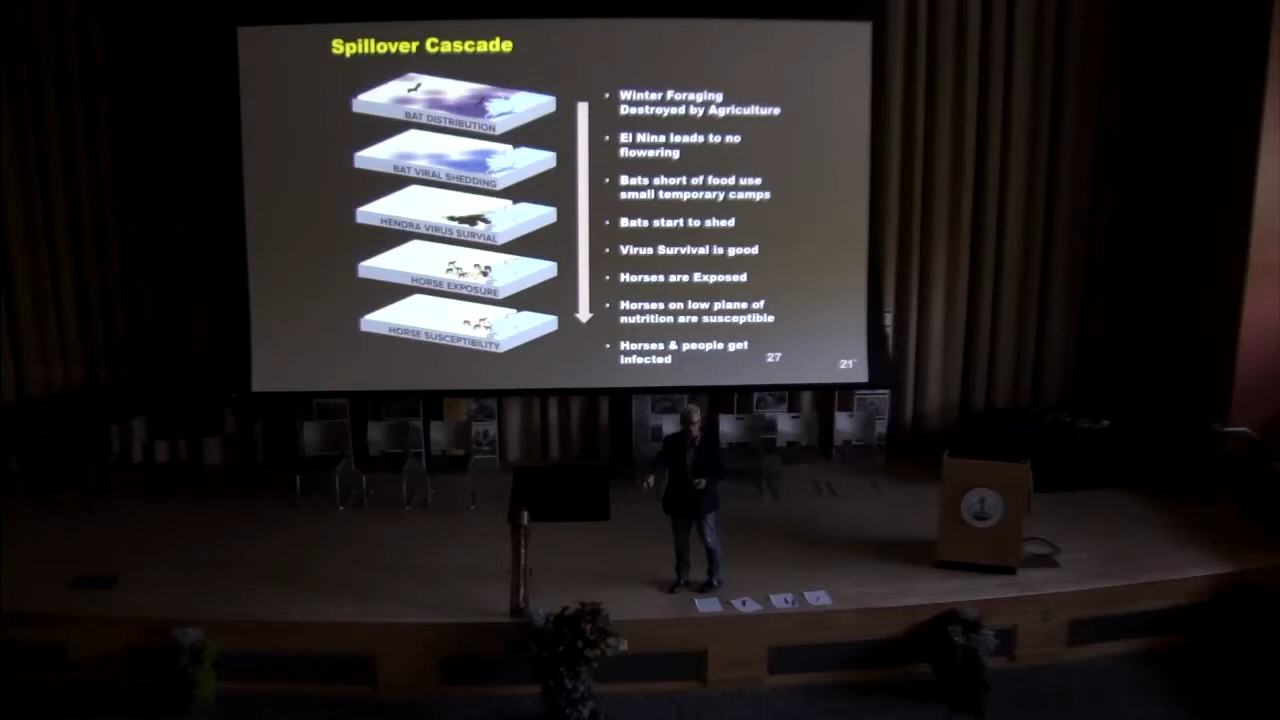 Spillover Cascade
BAT DISTRIBUTION
BAT VIRAL SHEDDING
HENDRA VIRUS SURVIAL
HORSE EXPOSURE
HORSE SUSCEPTIBILITY
• Winter Foraging
Destroyed by Agriculture
• El Nina leads to no
flowering
• Bats short of food use
small temporary camps
• Bats start to shed
• Virus Survival is good
• Horses are Exposed
• Horses on low plane of
nutrition are susceptible
• Horses & people get
infected
27
21